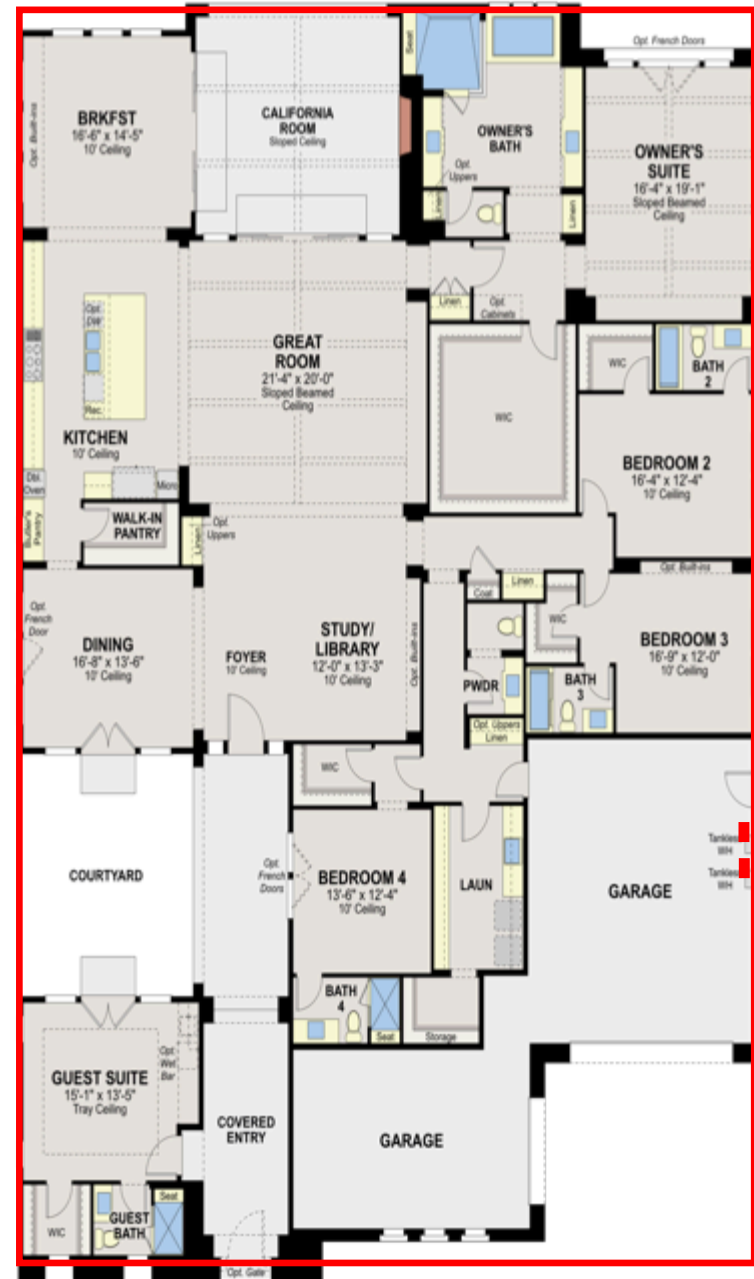 Seat
Opt. French Doors
BRKFST
16'-6" x 14'-5"
10' Ceiling
Opt. Built-ins
CALIFORNIA
ROOM
Sloped Ceiling
OWNER'S
BATH
Opt.
Uppers
Linen
Linen
OWNER'S
SUITE
16'-4" x 19'-1"
Sloped Beamed
Ceiling
Linen
Opt.
Cabinets
Opt.
DW
Rec.
GREAT
ROOM
21'-4" x 20'-0"
Sloped Beamed
Ceiling
WIC
WIC
BATH
2
KITCHEN
10' Ceiling
Dbl.
Oven
Micro
BEDROOM 2
16'-4" x 12'-4"
10' Ceiling
Butler's
Pantry
WALK-IN
PANTRY
Linen
Opt.
Uppers
Opt. Built-ins
Coat
Linen
WIC
Opt.
French
Door
DINING
16'-8" x 13'-6"
10' Ceiling
FOYER
10' Ceiling
STUDY/
LIBRARY
12'-0" x 13'-3"
10' Ceiling
Opt. Built-ins
BEDROOM 3
16'-9" x 12'-0"
10' Ceiling
PWDR
BATH
3
Opt. Uppers
Linen
WIC
COURTYARD
Opt.
French
Doors
BEDROOM 4
13'-6" x 12'-4"
10' Ceiling
LAUN
GARAGE
Tankless
WH
Tankless
WH
BATH
4
Seat
Storage
GUEST SUITE
15'-1" x 13'-5"
Tray Ceiling
Opt.
Wet
Bar
COVERED
ENTRY
GARAGE
WIC
GUEST
BATH
Seat
Opt. Gate